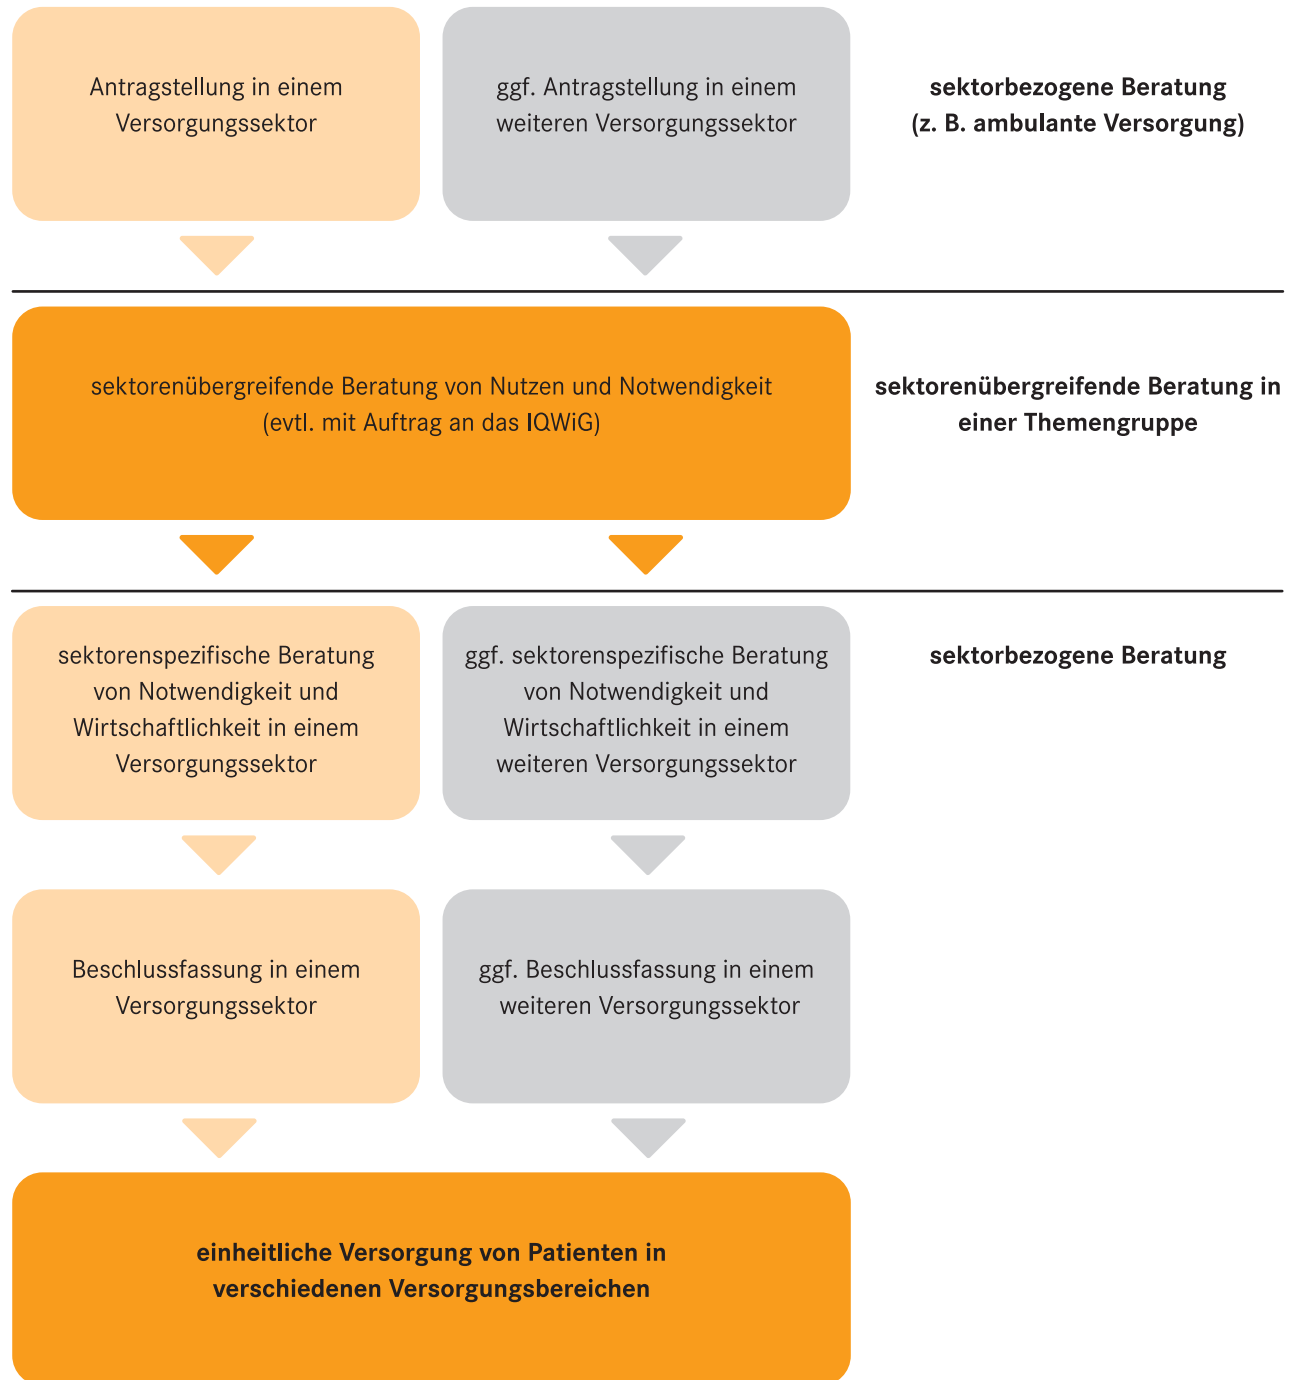 Antragstellung in einem
Versorgungssektor
ggf. Antragstellung in einem
weiteren Versorgungssektor
sektorbezogene Beratung
(z. B. ambulante Versorgung)
sektorenübergreifende Beratung von Nutzen und Notwendigkeit
(evtl. mit Auftrag an das IQWiG)
sektorenübergreifende Beratung in
einer Themengruppe
sektorenspezifische Beratung
von Notwendigkeit und
Wirtschaftlichkeit in einem
Versorgungssektor
ggf. sektorenspezifische Beratung
von Notwendigkeit und
Wirtschaftlichkeit in einem
weiteren Versorgungssektor
sektorbezogene Beratung
Beschlussfassung in einem
Versorgungssektor
ggf. Beschlussfassung in einem
weiteren Versorgungssektor
einheitliche Versorgung von Patienten in
verschiedenen Versorgungsbereichen